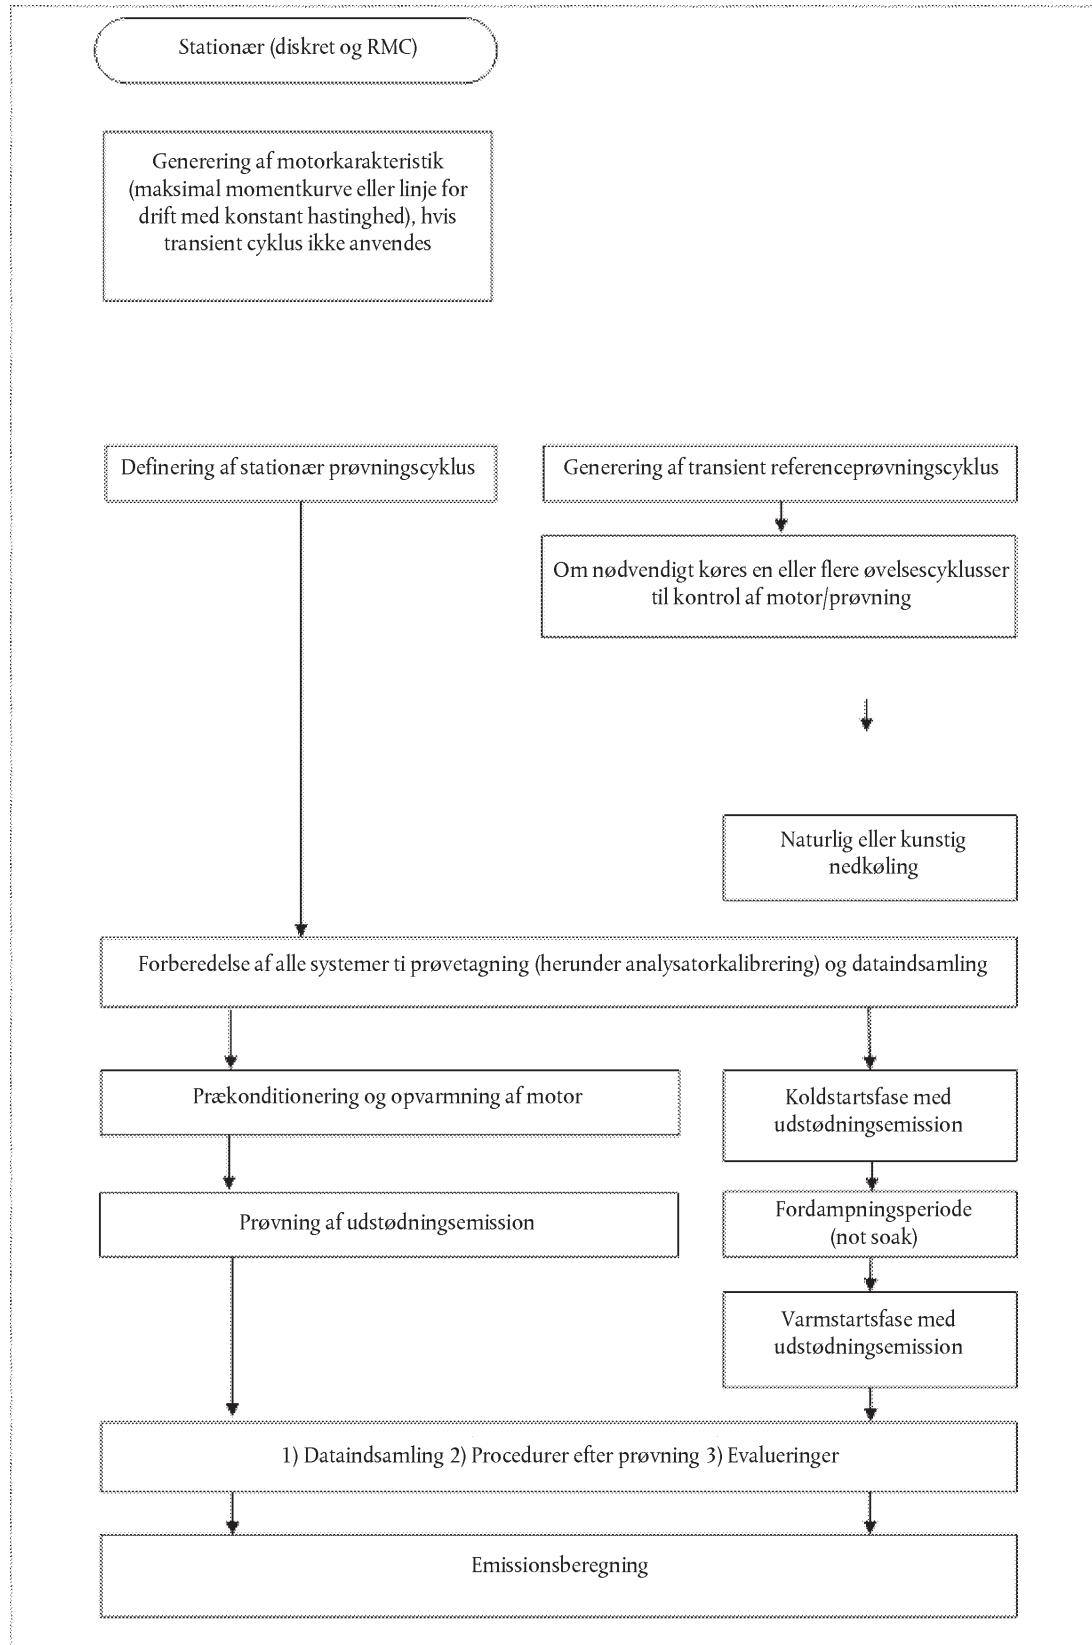 Stationær (diskret og RMC)
Generering af motorkarakteristik
(maksimal momentkurve eller linje for
drift med konstant hastinghed), hvis
transient cyklus ikke anvendes
Definering af stationær prøvningscyklus
Generering af transient referenceprøvningscyklus
Om nødvendigt køres en eller flere øvelsescyklusser
til kontrol af motor/prøvning
Naturlig eller kunstig
nedkøling
Forberedelse af alle systemer ti prøvetagning (herunder analysatorkalibrering) og dataindsamling
Prækonditionering og opvarmning af motor
Koldstartsfase med
udstødningsemission
Prøvning af udstødningsemission
Fordampningsperiode
(not soak)
Varmstartsfase med
udstødningsemission
1) Dataindsamling 2) Procedurer efter prøvning 3) Evalueringer
Emissionsberegning